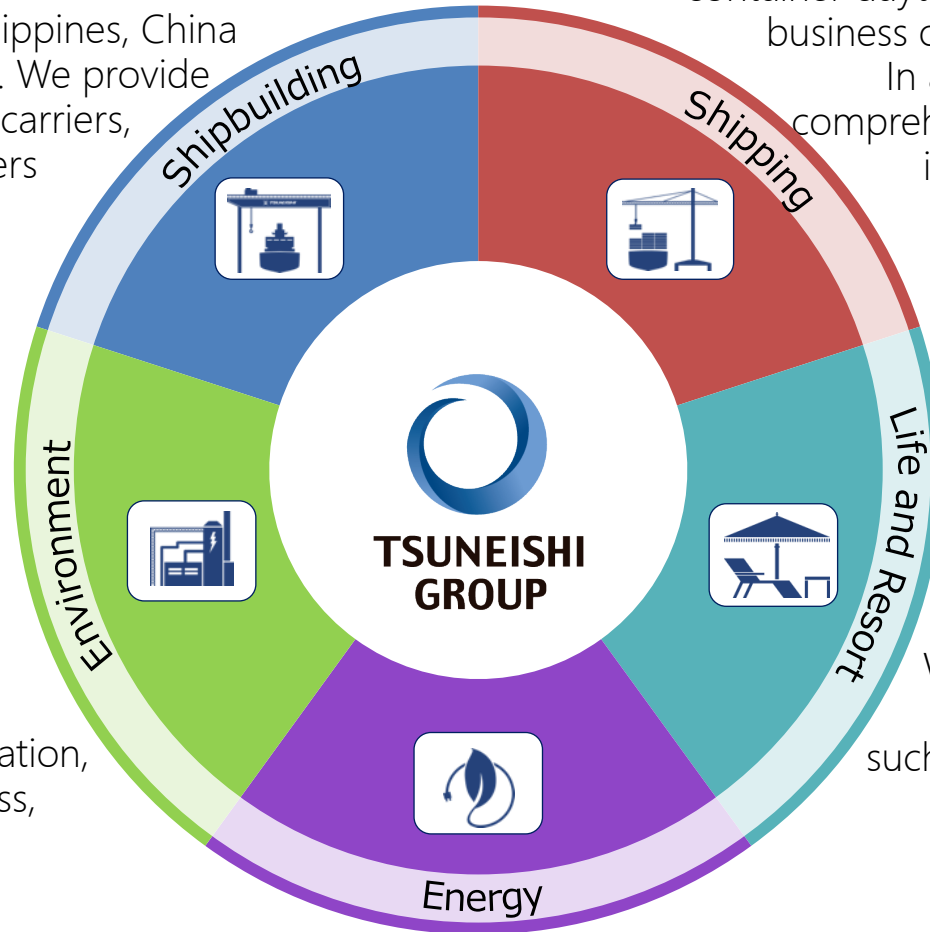 ippines, China
. We provide
carriers,
ers
business
In
compreh
Shipbuilding
Shipping
TSUNEISHI
Environment
Life and Resort
TSUNEISHI
GROUP
ation,
ss,
such
Energy